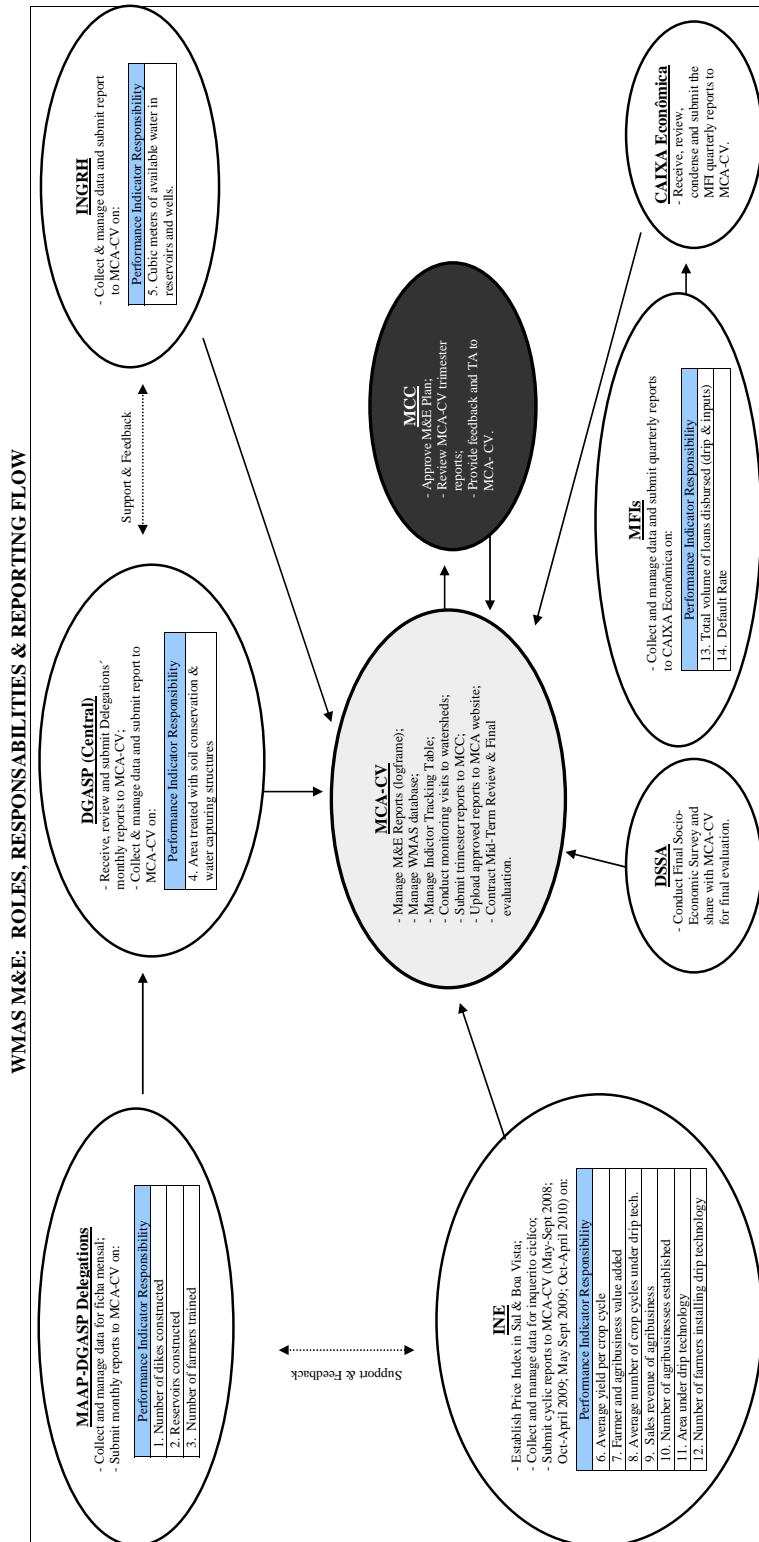 WMAS M&E:  ROLES, RESPONSABILITIES & REPORTING FLOW
MAAP-DGASP Delegations
- Collect and manage data for ficha mensal;
- Submit monthly reports to MCA-CV on:
Performance Indicator Responsibility
1. Number of dikes constructed
2. Reservoirs constructed
3. Number of farmers trained
DGASP (Central)
- Receive, review and submit Delegations´
monthly reports to MCA-CV;
- Collect & manage data and submit report to
MCA-CV on:
Performance Indicator Responsibility
4. Area treated with soil conservation &
water capturing structures
Support & Feedback
INGRH
- Collect & manage data and submit report
to MCA-CV on:
Performance Indicator Responsibility
5. Cubic meters of available water in
reservoirs and wells.
Support & Feedback
MCA-CV
- Manage M&E Reports (logframe);
- Manage WMAS database;
- Manage Indictor Tracking Table;
- Conduct monitoring visits to watersheds;
- Submit trimester reports to MCC;
- Upload approved reports to MCA website;
- Contract Mid-Term Review & Final
evaluation.
MCC
- Approve M&E Plan;
- Review MCA-CV trimester
reports;
- Provide feedback and TA to
MCA- CV.
INE
- Establish Price Index in Sal & Boa Vista;
- Collect and manage data for inquerito ciclíco;
- Submit cyclic reports to MCA-CV (May-Sept 2008;
Oct-April 2009; May Sept 2009; Oct-April 2010) on:
Performance Indicator Responsibility
6. Average yield per crop cycle
7. Farmer and agribusiness value added
8. Average number of crop cycles under drip tech.
9. Sales revenue of agribusiness
10. Number of agribusinesses established
11. Area under drip technology
12. Number of farmers installing drip technology
DSSA
- Conduct Final Socio-
Economic Survey and
share with MCA-CV
for final evaluation.
MFIs
- Collect and manage data and submit quarterly reports
to CAIXA Econômica on:
Performance Indicator Responsibility
13. Total volume of loans disbursed (drip & inputs)
14. Default Rate
CAIXA Econômica
- Receive, review,
condense and submit the
MFI quarterly reports to
MCA-CV.